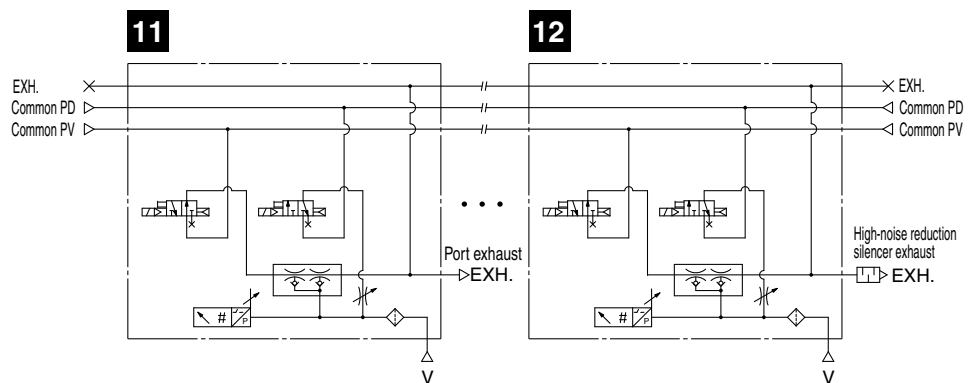 11
12
EXH.
Common PD
Common PV
EXH.
Common PD
Common PV
Port exhaust
EXH.
High-noise reduction
silencer exhaust
EXH.
# P
# P
V
V